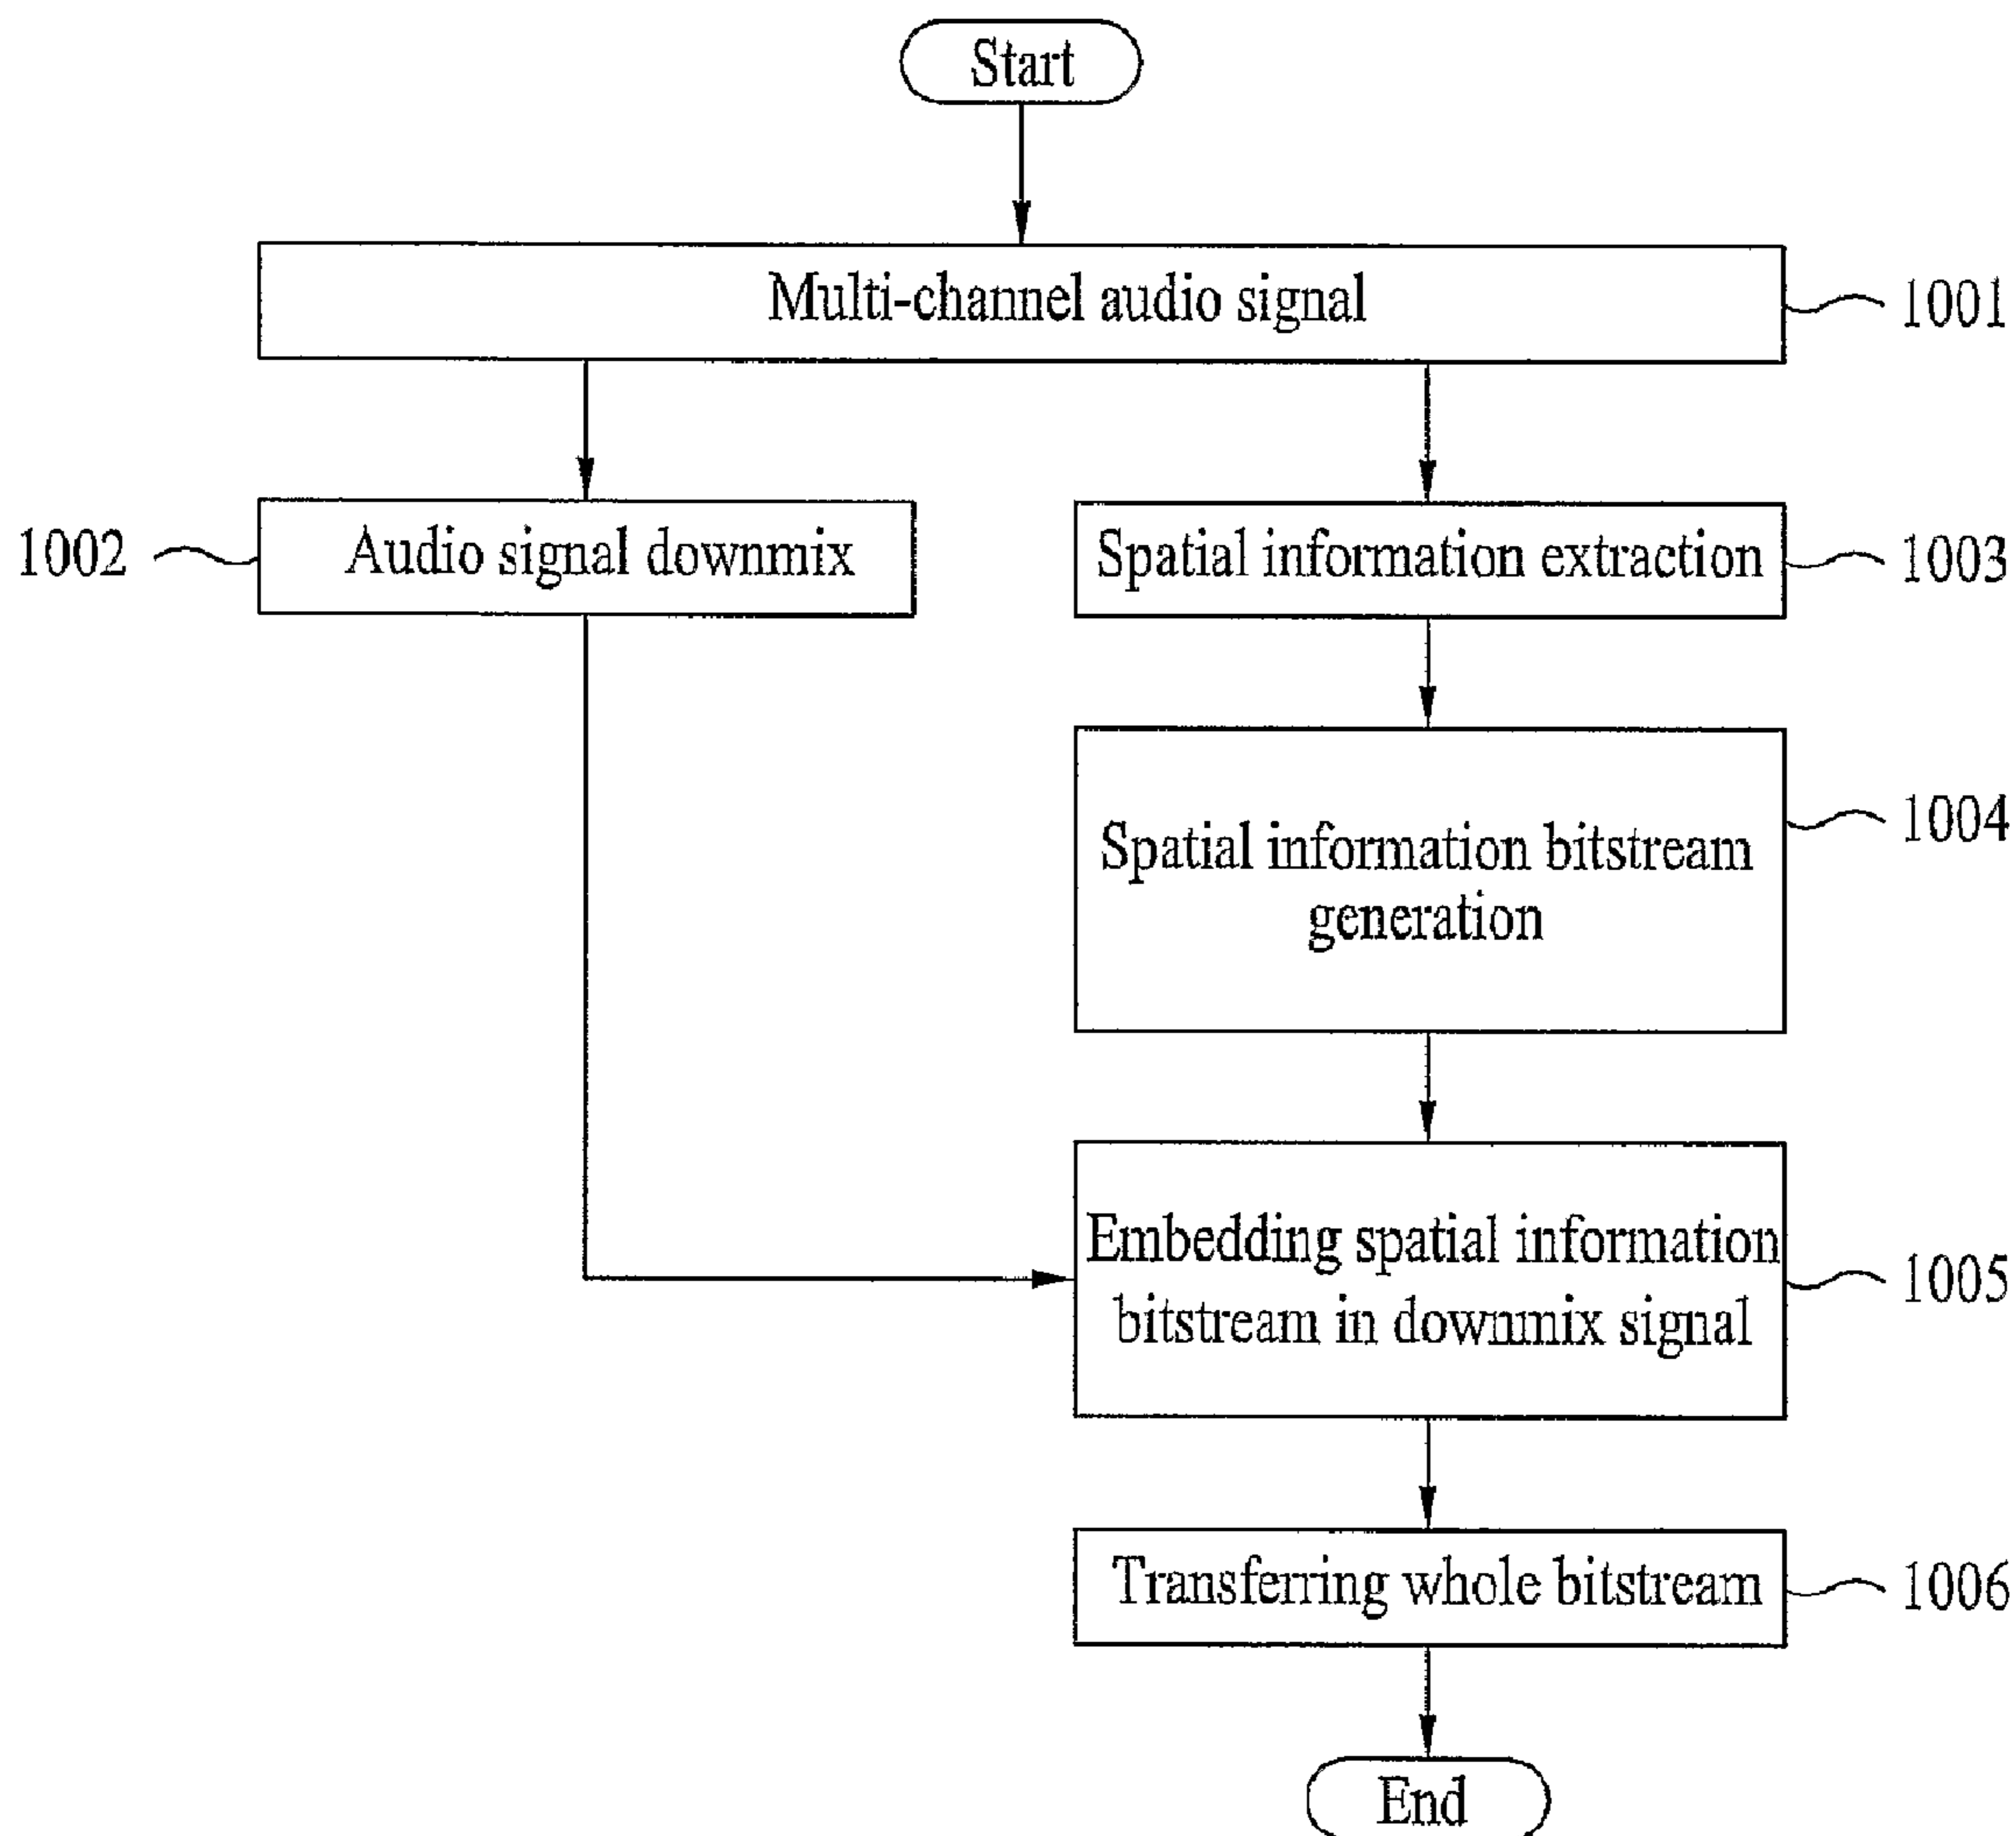 Start
Multi-channel audio signal
1001
1002
Audio signal downmix
Spatial information extraction
1003
Spatial information bitstream
generation
1004
Embedding spatial information
bitstream in downmix signal
1005
Transferring whole bitstream
1006
End